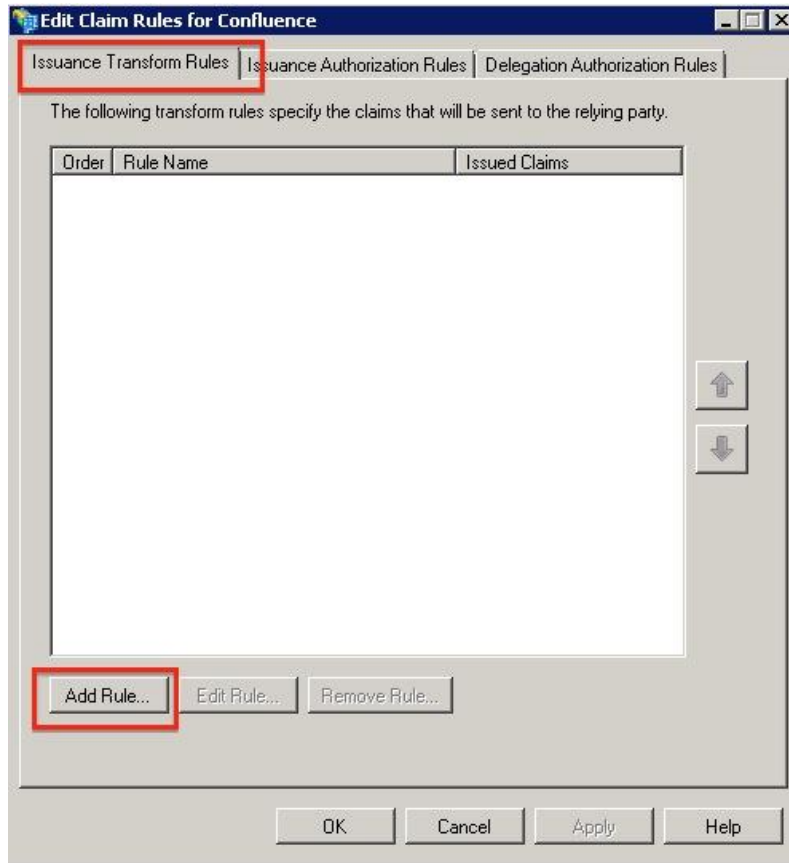 Edit Claim Rules for Confluence
Issuance Transform Rules Issuance Authorization Rules Delegation Authorization Rules
The following transform rules specify the claims that will be sent to the relying party.
Order Rule Name Issued Claims
Add Rule... Edit Rule... Remove Rule...
OK Cancel Apply Help